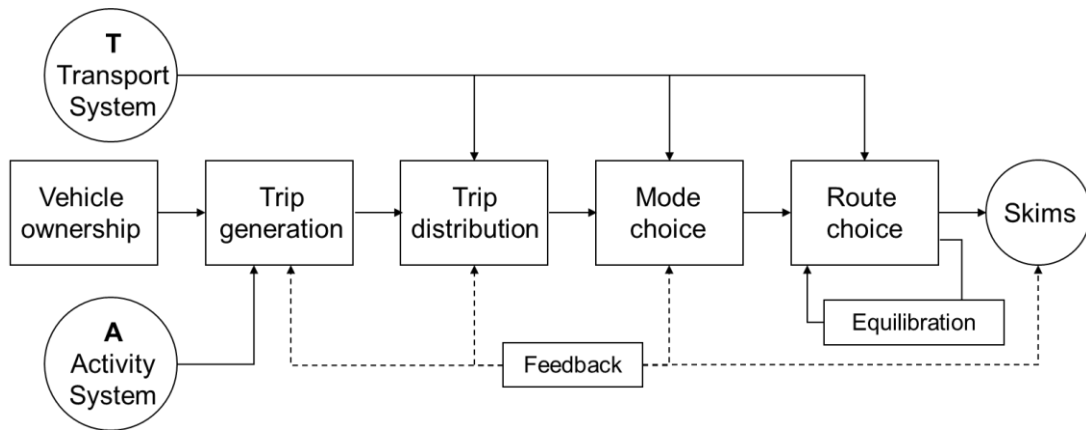 T
Transport
System
Vehicle
ownership
Trip
generation
Trip
distribution
Mode
choice
Route
choice
Skims
Equilibration
Feedback
A
Activity
System